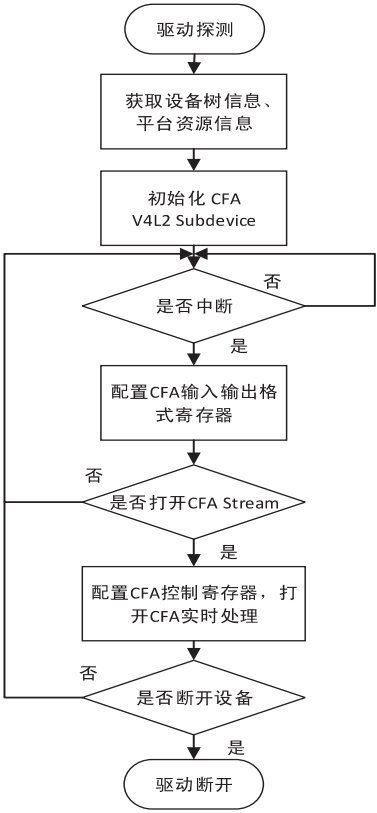 驱动探测
获取设备树信息、
平台资源信息
初始化 CFA
V4L2 Subdevice
否
是否中断
是
配置CFA输入输出格
式寄存器
否
是否打开CFA Stream
是
配置CFA控制寄存器，打
开CFA实时处理
否
是否断开设备
是
驱动断开